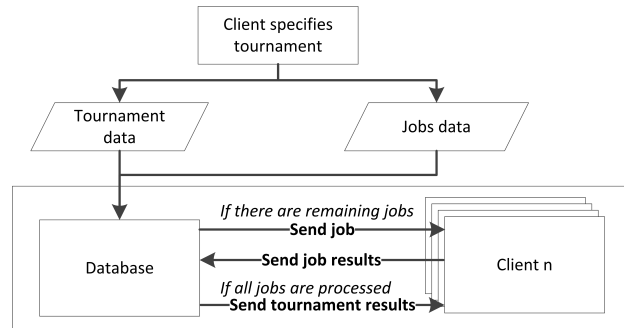 Client specifies
tournament
Tournament
data
Jobs data
If there are remaining jobs
Send job
Database
Send job results
Client n
If all jobs are processed
Send tournament results